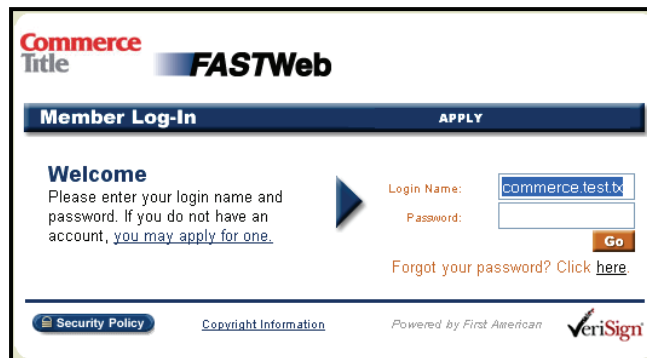 Commerce
Title
FASTWeb
Member Log-In APPLY
Welcome
Please enter your login name and
password. If you do not have an
account, you may apply for one.
Login Name: commerce.test.tx
Password:
Go
Forgot your password? Click here.
Security Policy Copyright Information Powered by First American VeriSign